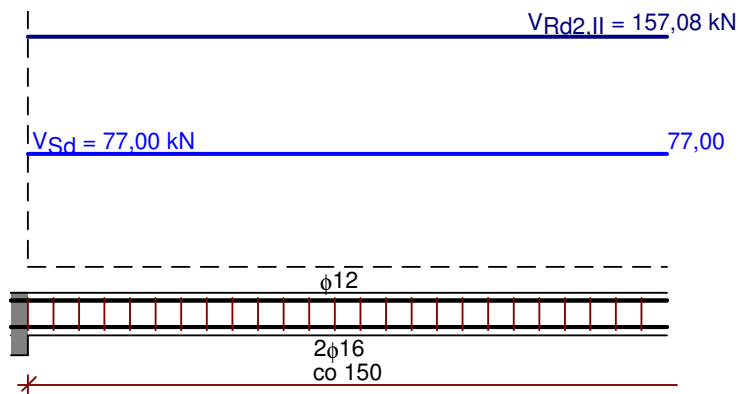 VRd2,II = 157,08 kN
VSd = 77,00 kN
77,00
ϕ12
2ϕ16
co 150